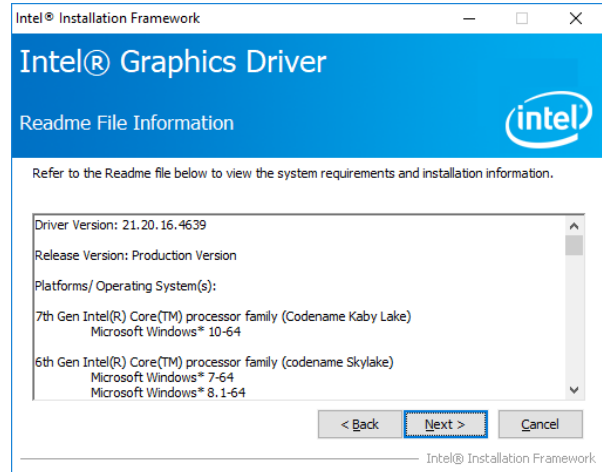 Intel® Installation Framework
Intel® Graphics Driver
Readme File Information
intel
Refer to the Readme file below to view the system requirements and installation information.
Driver Version: 21.20.16.4639
Release Version: Production Version
Platforms/ Operating System(s):
7th Gen Intel(R) Core(TM) processor family (Codename Kaby Lake)
Microsoft Windows* 10-64
6th Gen Intel(R) Core(TM) processor family (codename Skylake)
Microsoft Windows* 7-64
Microsoft Windows* 8.1-64
< Back Next > Cancel
Intel® Installation Framework